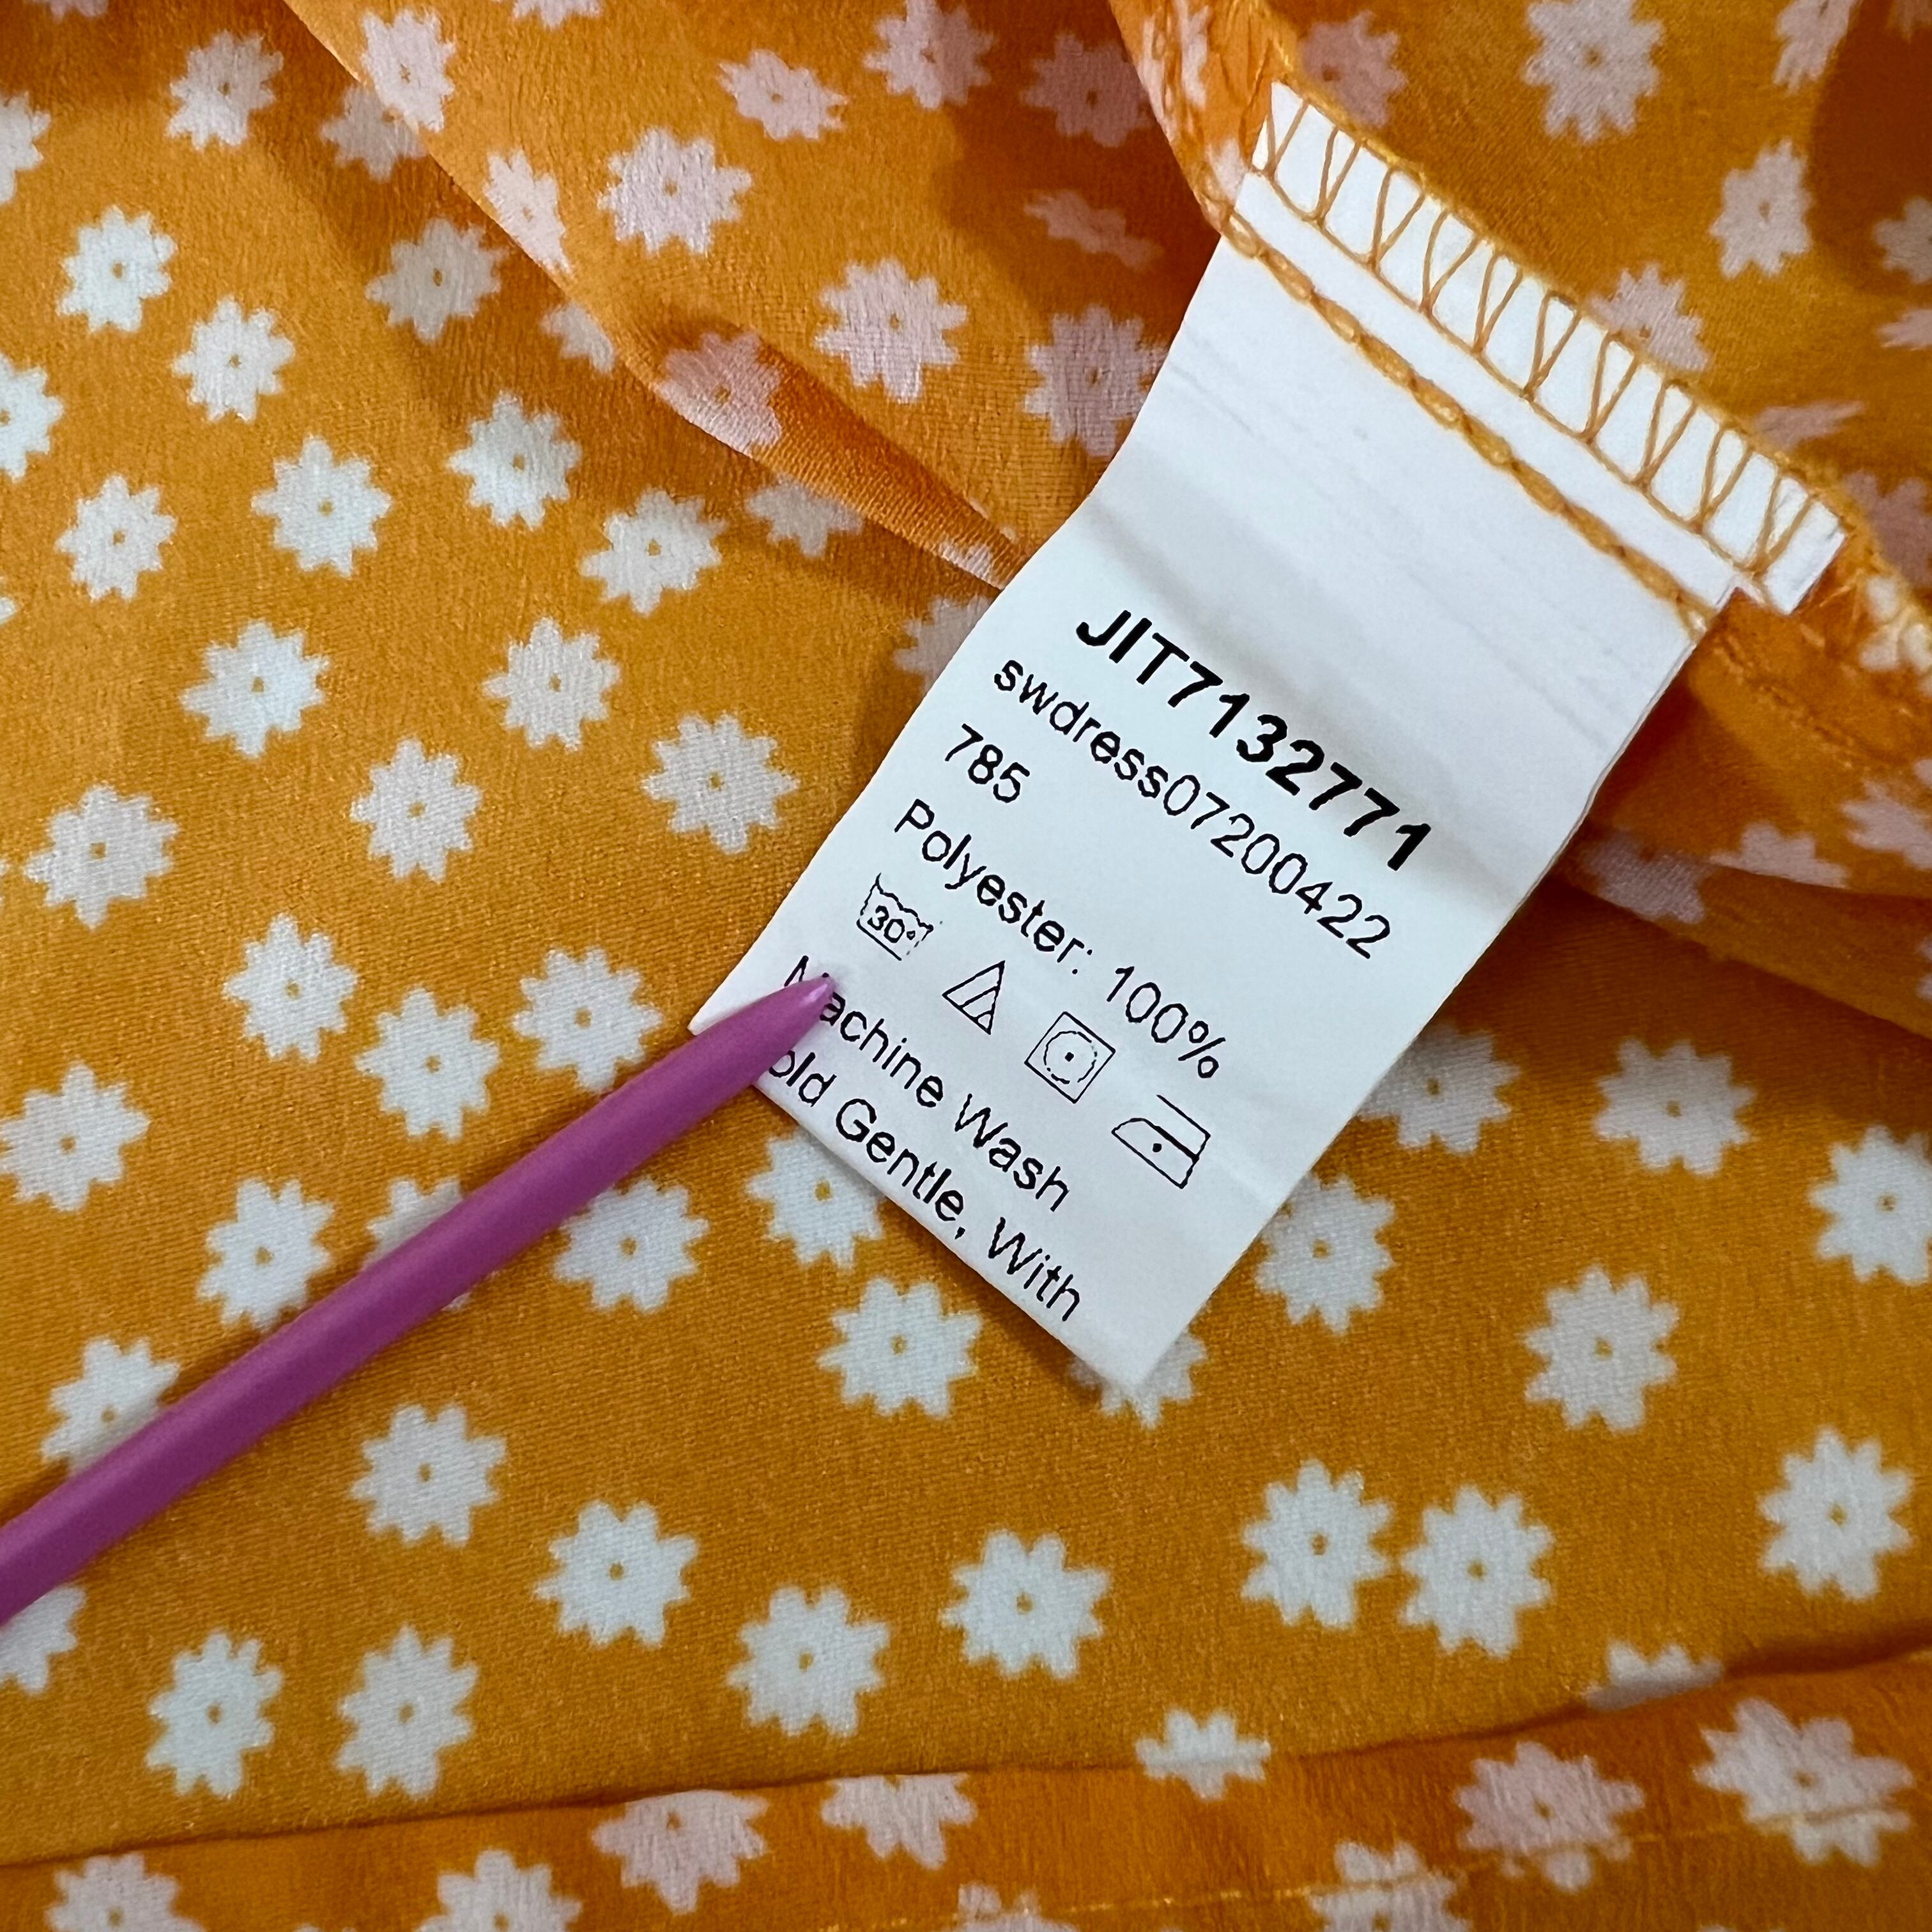 JIT7132771
swdress07200422
785
Polyester: 100%
30°
Machine Wash
old Gentle, With